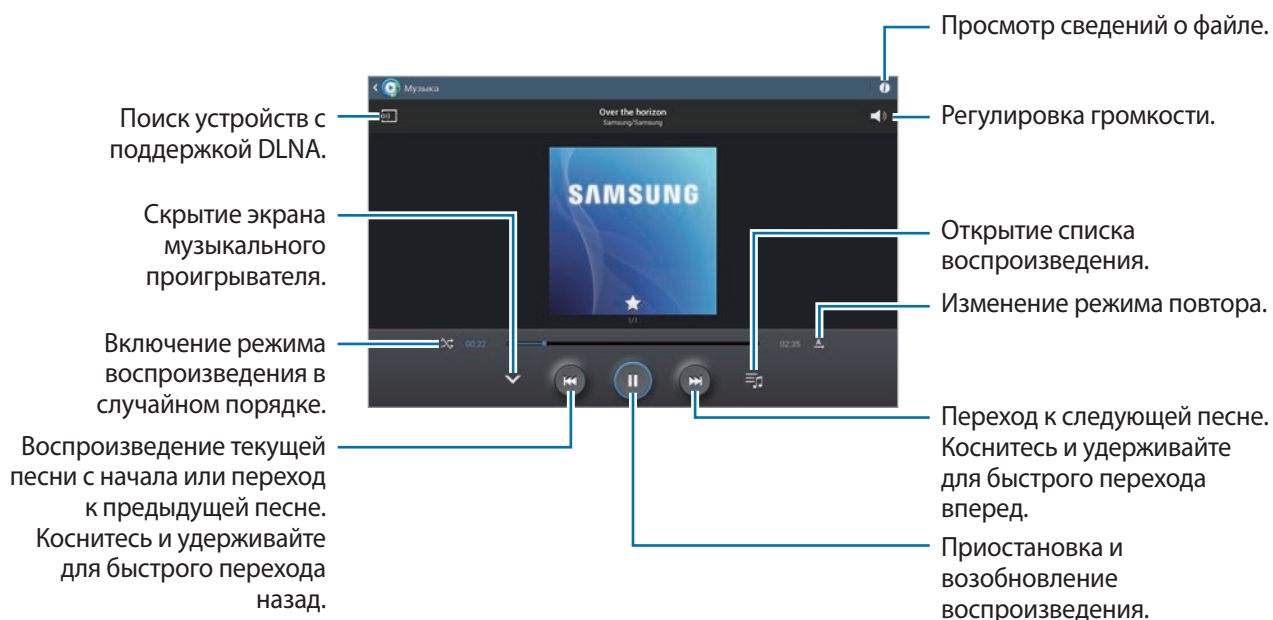 Просмотр сведений о файле.
Музыка
Поиск устройств с
поддержкой DLNA.
Over the horizon
Samsung/Samsung
Регулировка громкости.
SAMSUNG
Скрытие экрана
музыкального
проигрывателя.
Открытие списка
воспроизведения.
1/1
Изменение режима повтора.
Включение режима
воспроизведения в
случайном порядке.
00:22
02:35
A
Воспроизведение текущей
песни с начала или переход
к предыдущей песне.
Коснитесь и удерживайте
для быстрого перехода
назад.
Переход к следующей песне.
Коснитесь и удерживайте
для быстрого перехода
вперед.
Приостановка и
возобновление
воспроизведения.